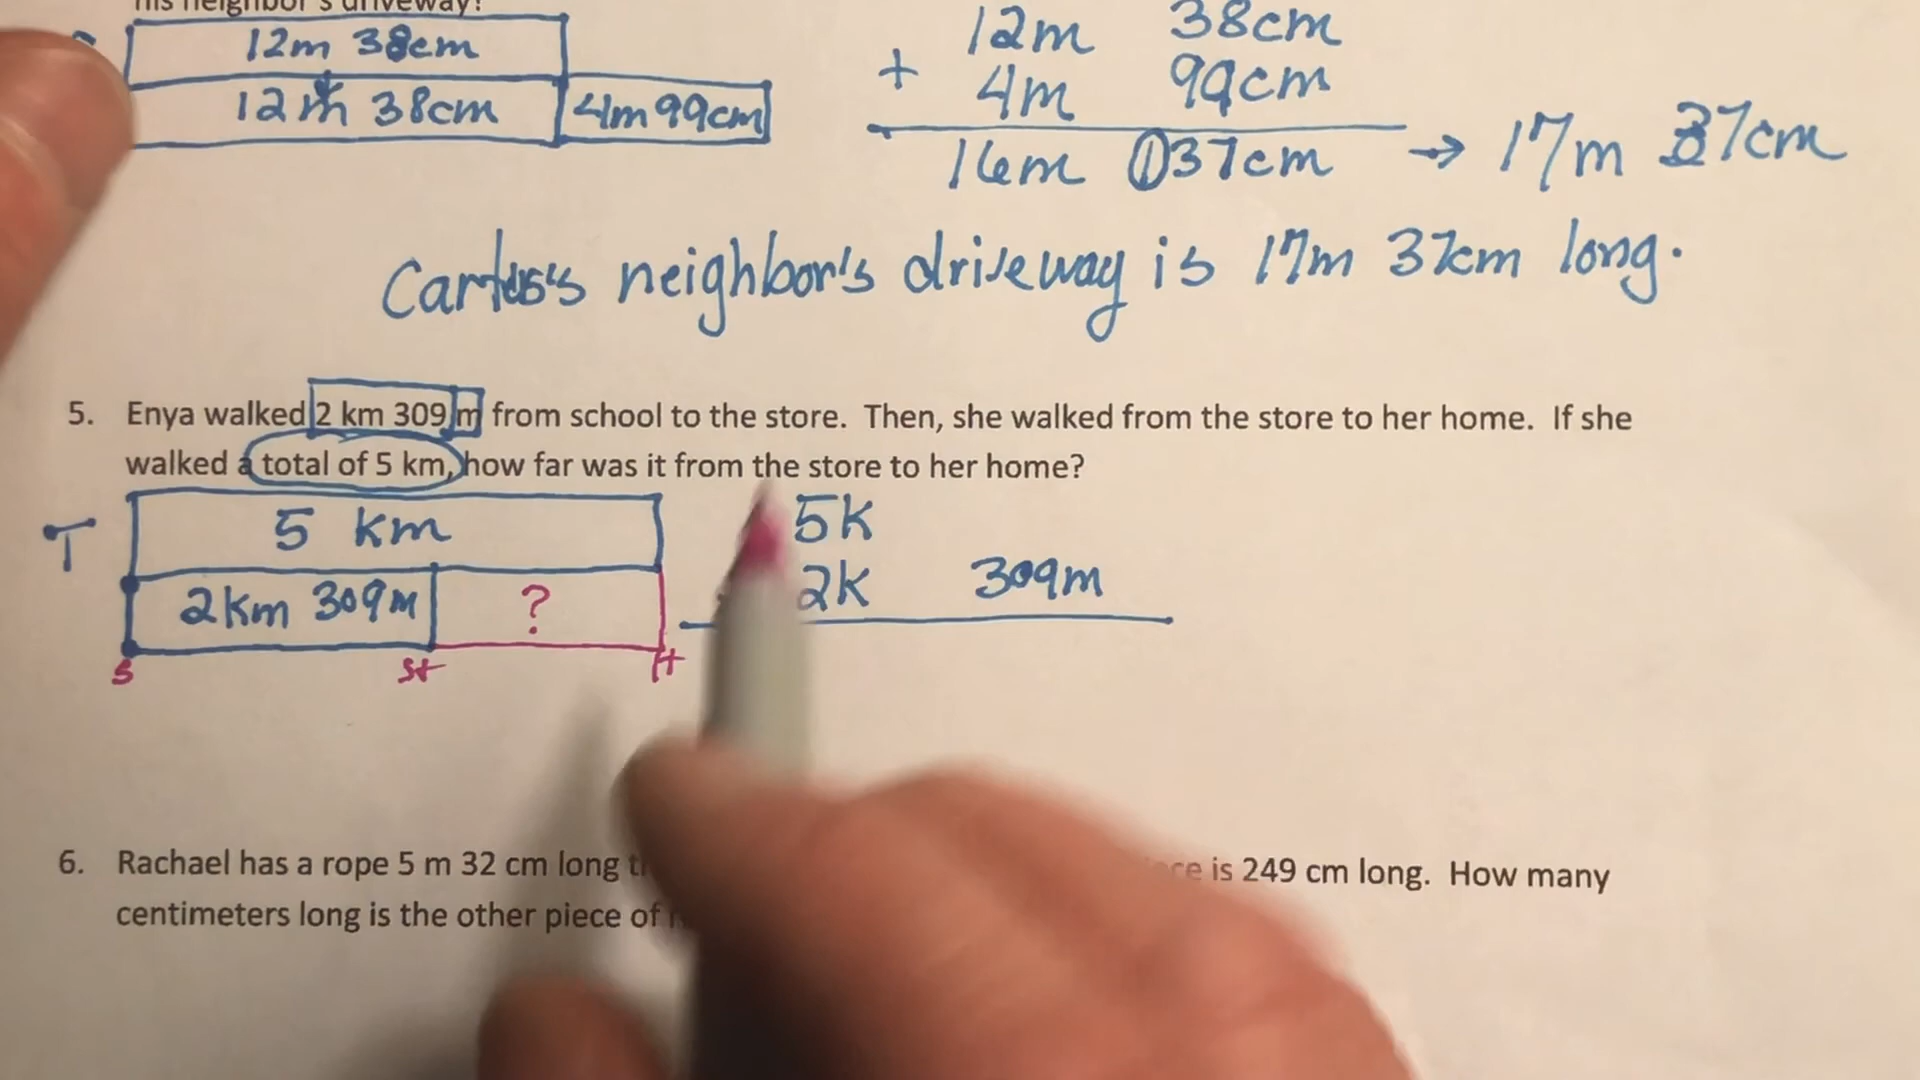 his neighbor's driveway?
12m 38cm
12m 38cm 4m 99cm
12m 38cm
+ 4m 99cm
16m 137cm → 17m 37cm
neighbor's driveway is 17m 37cm long.
5. Enya walked 2 km 309 m from school to the store. Then, she walked from the store to her home. If she
walked a total of 5 km, how far was it from the store to her home?
T 5 km
2km 309m ?
S St H
5k
2k 309m
6. Rachael has a rope 5 m 32 cm long is 249 cm long. How many
centimeters long is the other piece of